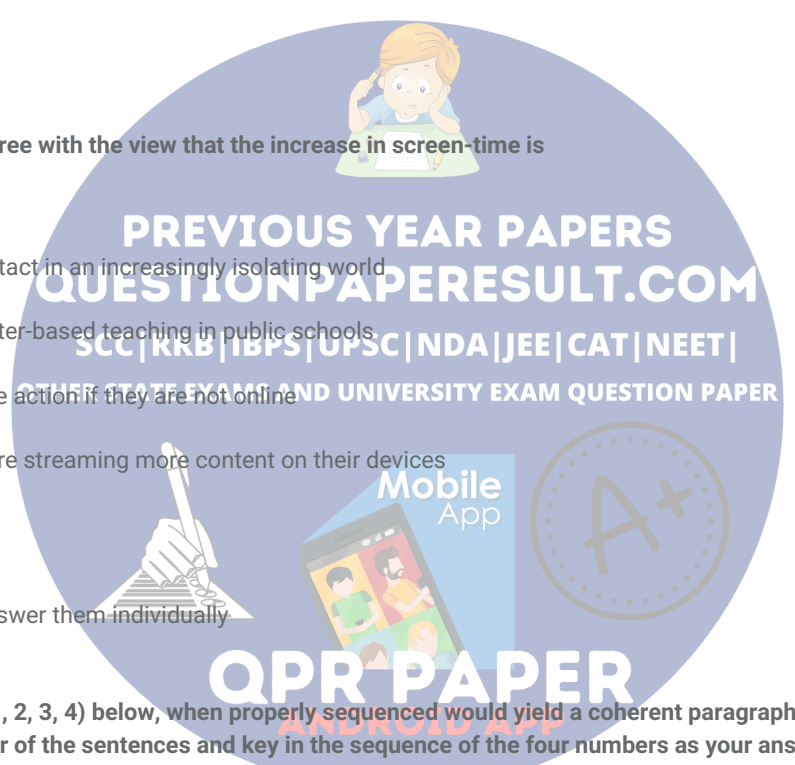 ree with the view that the increase in screen-time is
PREVIOUS YEAR PAPERS
tact in an increasingly isolating world
QUESTIONPAPERESULT.COM
ter-based teaching in public schools
SCC|RRB|IBPS|UPSC|NDA|JEE|CAT|NEET|
e action if they are not online
OTHER STATE EXAMS AND UNIVERSITY EXAM QUESTION PAPER
re streaming more content on their devices
Mobile
App
A+
swer them individually
QPR PAPER
, 2, 3, 4) below, when properly sequenced would yield a coherent paragraph
ANDROID APP
r of the sentences and key in the sequence of the four numbers as your ans